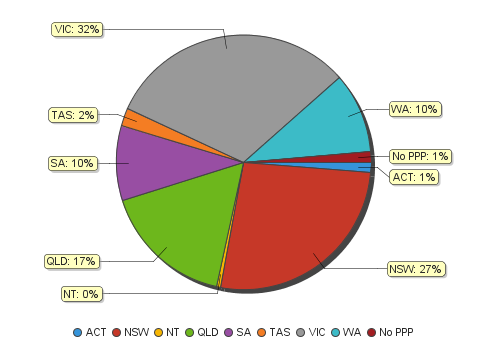 VIC: 32%
WA: 10%
TAS: 2%
No PPP: 1%
SA: 10%
ACT: 1%
QLD: 17%
NSW: 27%
NT: 0%
ACT NSW NT QLD SA TAS VIC WA No PPP